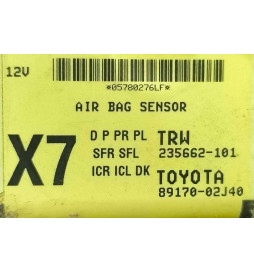 12V
*05780276LF*
AIR BAG SENSOR
X7
D P PR PL TRW
SFR SFL 235662-101
ICR ICL DK TOYOTA
89170-02J40